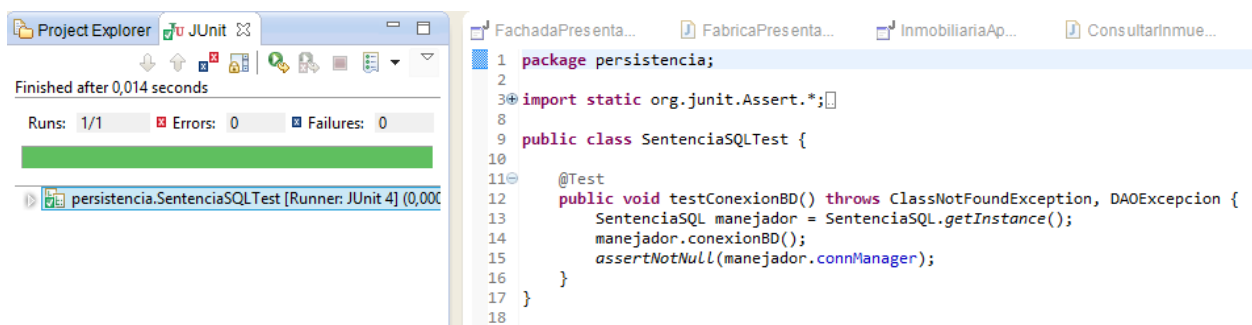 Project Explorer JUnit
Finished after 0,014 seconds
Runs: 1/1 Errors: 0 Failures: 0
persistencia.SentenciaSQLTest [Runner: JUnit 4] (0,000
FachadaPresenta... FabricaPresenta... InmobiliariaAp... ConsultarInmue...
1 package persistencia;
2
3 import static org.junit.Assert.*;
8
9 public class SentenciaSQLTest {
10
11 @Test
12 public void testConexionBD() throws ClassNotFoundException, DAOExcepcion {
13 SentenciaSQL manejador = SentenciaSQL.getInstance();
14 manejador.conexionBD();
15 assertNotNull(manejador.connManager);
16 }
17 }
18